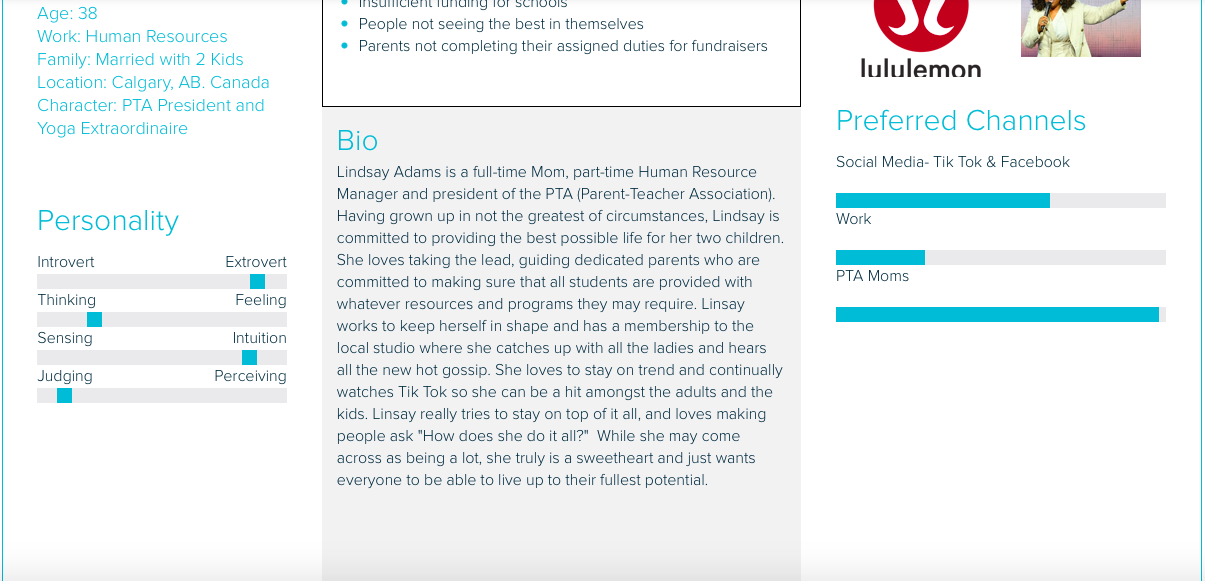 Age: 38
Work: Human Resources
Family: Married with 2 Kids
Location: Calgary, AB. Canada
Character: PTA President and
Yoga Extraordinaire
Personality
Introvert Extrovert
Thinking Feeling
Sensing Intuition
Judging Perceiving
Insufficient funding for schools
People not seeing the best in themselves
Parents not completing their assigned duties for fundraisers
Bio
Lindsay Adams is a full-time Mom, part-time Human Resource
Manager and president of the PTA (Parent-Teacher Association).
Having grown up in not the greatest of circumstances, Lindsay is
committed to providing the best possible life for her two children.
She loves taking the lead, guiding dedicated parents who are
committed to making sure that all students are provided with
whatever resources and programs they may require. Linsay
works to keep herself in shape and has a membership to the
local studio where she catches up with all the ladies and hears
all the new hot gossip. She loves to stay on trend and continually
watches Tik Tok so she can be a hit amongst the adults and the
kids. Linsay really tries to stay on top of it all, and loves making
people ask "How does she do it all?"  While she may come
across as being a lot, she truly is a sweetheart and just wants
everyone to be able to live up to their fullest potential.
lululemon
Preferred Channels
Social Media- Tik Tok & Facebook
Work
PTA Moms